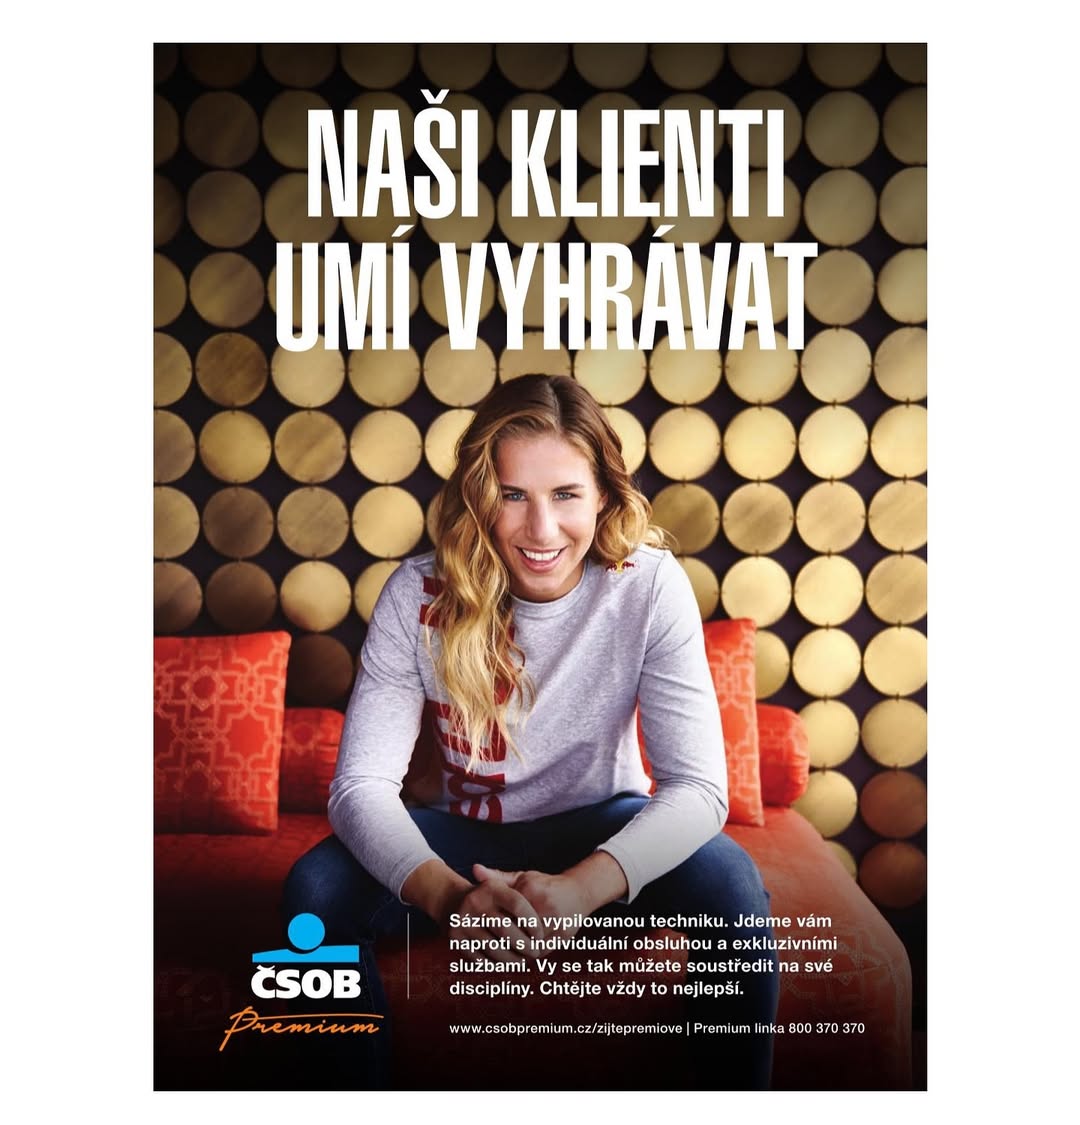 NAŠI KLIENTI
UMÍ VYHRÁVAT
ČSOB
Premium
Sázíme na vypilovanou techniku. Jdeme vám
naproti s individuální obsluhou a exkluzivními
službami. Vy se tak můžete soustředit na své
disciplíny. Chtějte vždy to nejlepší.
www.csobpremium.cz/zijtepremiove | Premium linka 800 370 370